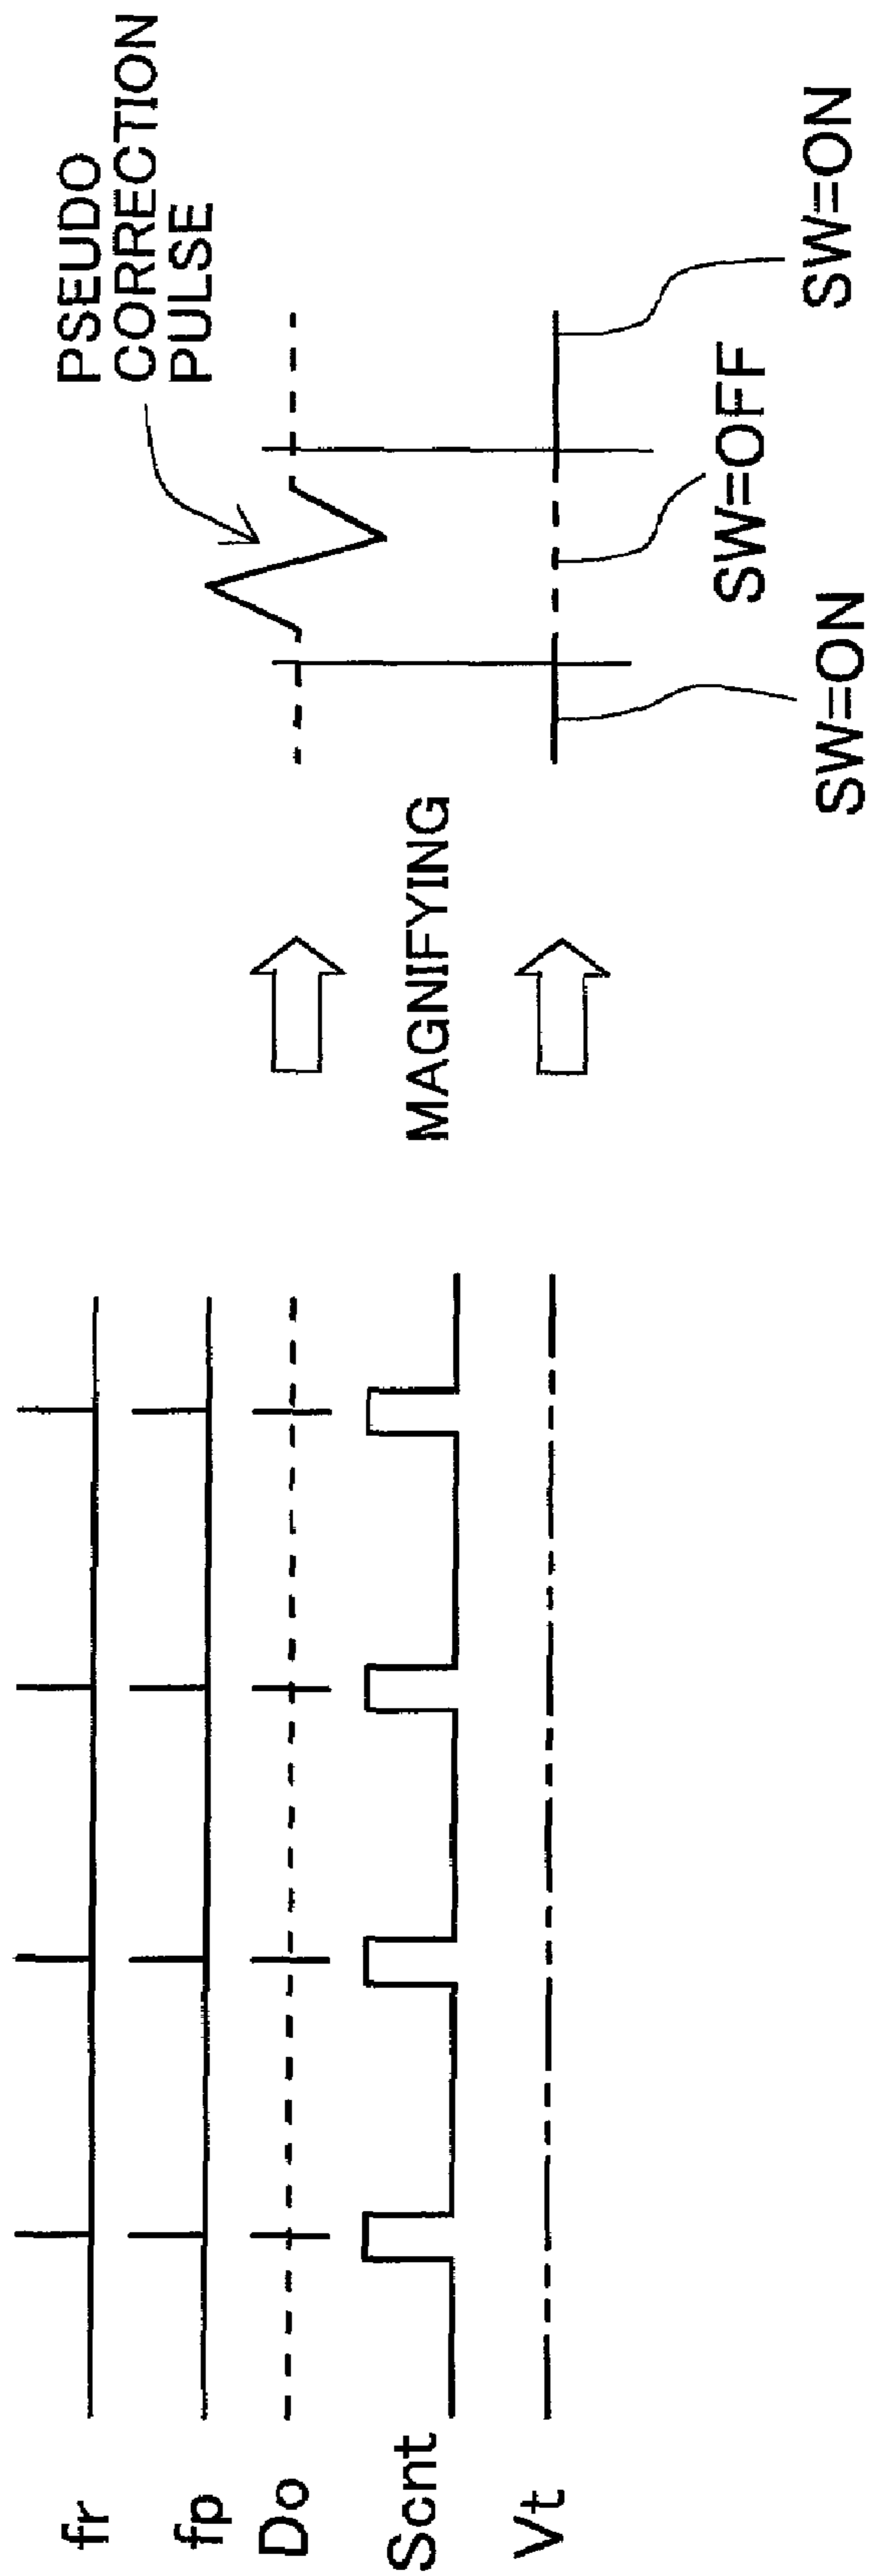 fr
fp
Do
Scnt
Vt
MAGNIFYING
PSEUDO
CORRECTION
PULSE
SW=ON
SW=OFF
SW=ON